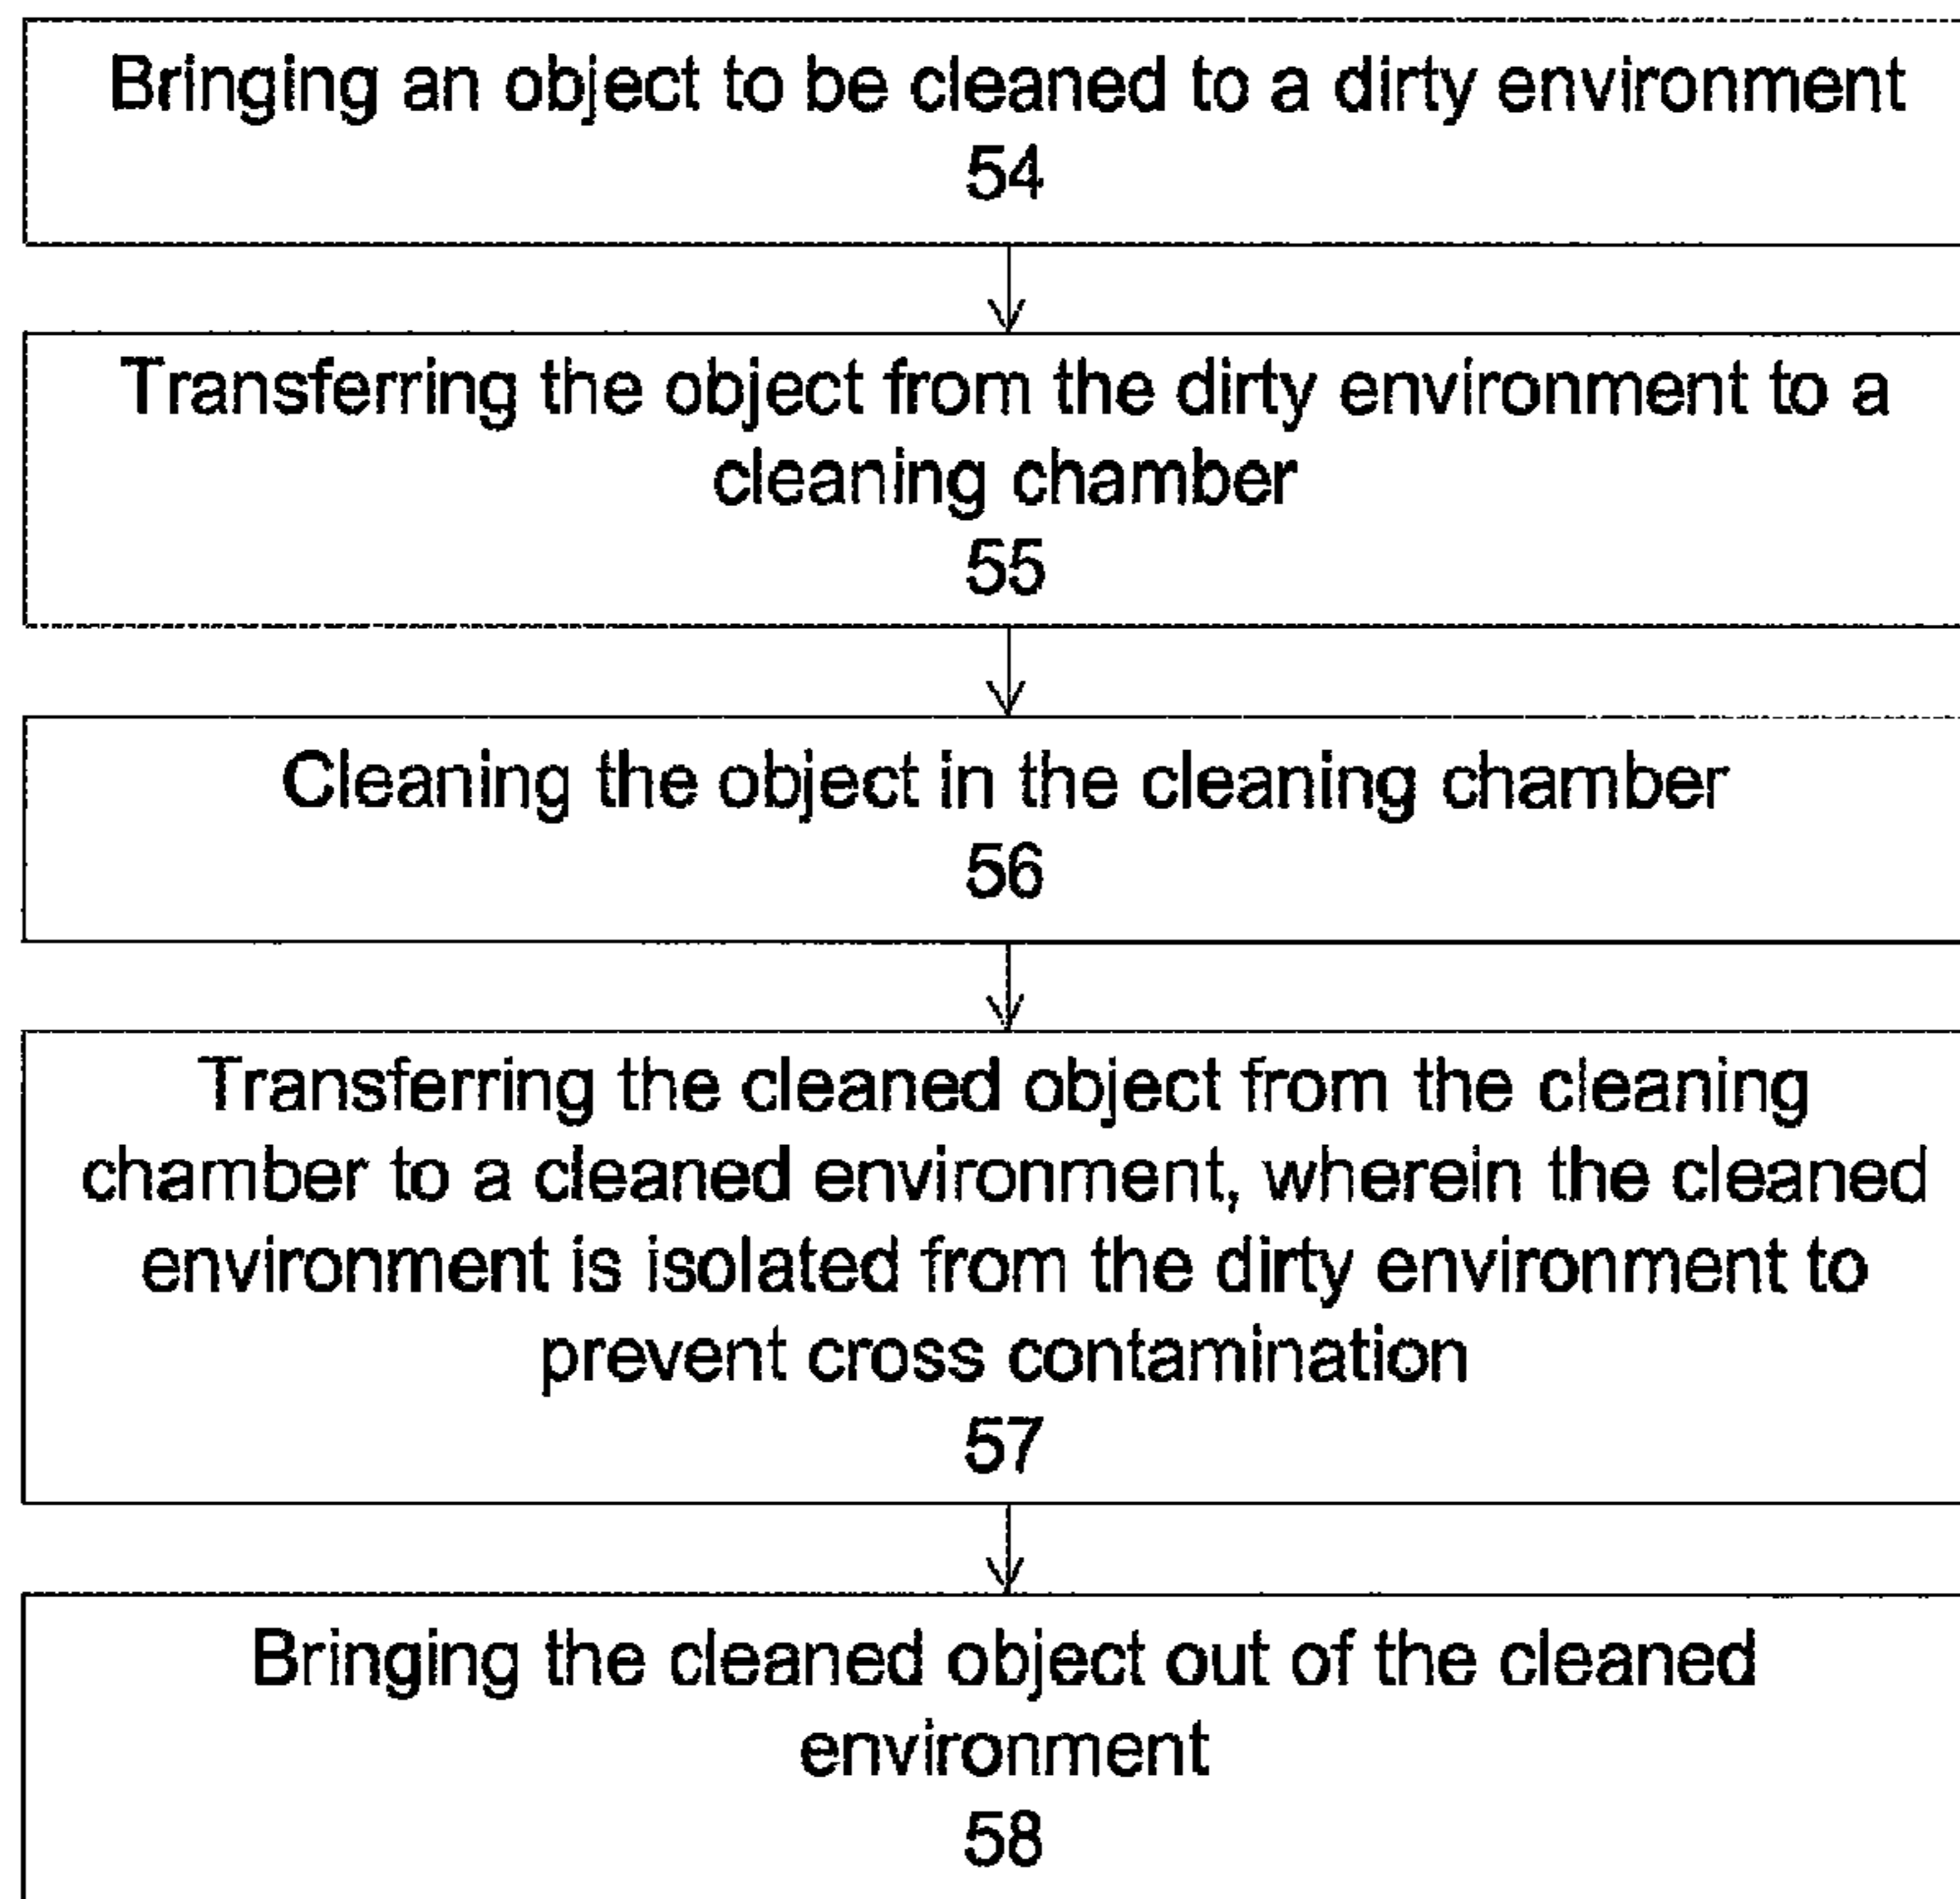 Bringing an object to be cleaned to a dirty environment
54
Transferring the object from the dirty environment to a
cleaning chamber
55
Cleaning the object in the cleaning chamber
56
Transferring the cleaned object from the cleaning
chamber to a cleaned environment, wherein the cleaned
environment is isolated from the dirty environment to
prevent cross contamination
57
Bringing the cleaned object out of the cleaned
environment
58